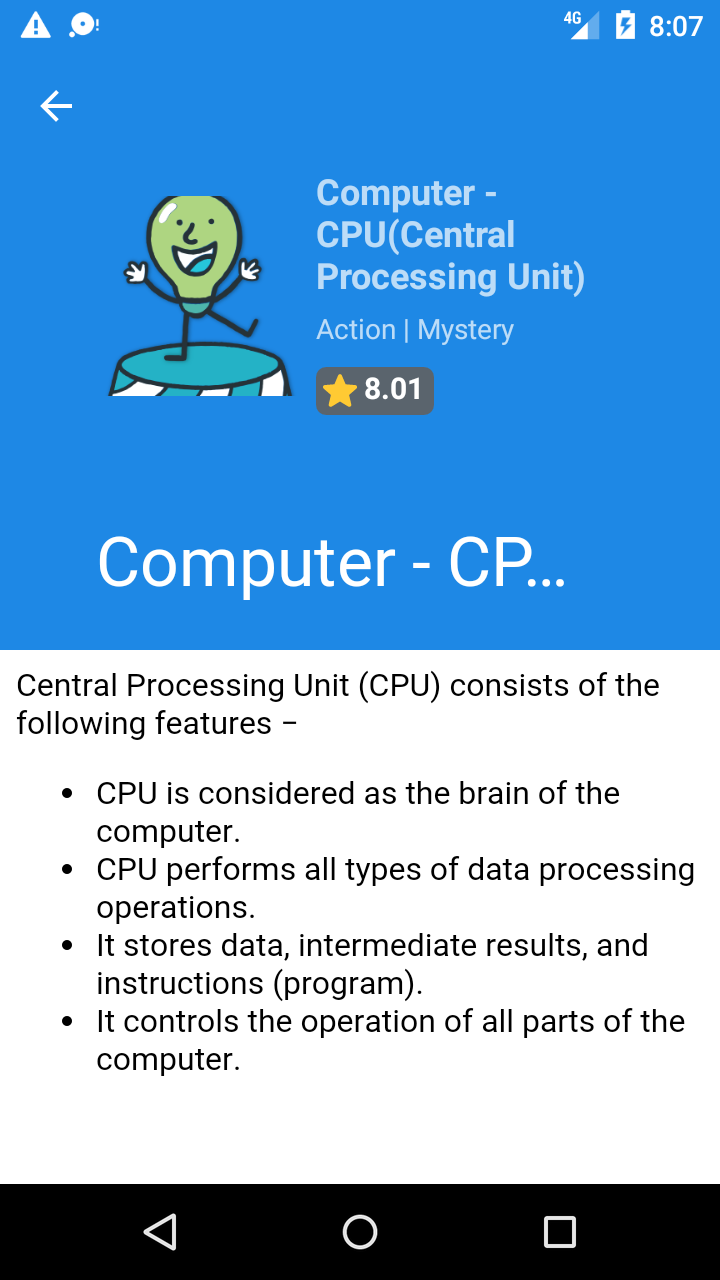 4G 8:07
Computer -
CPU(Central
Processing Unit)
Action | Mystery
8.01
Computer - CP...
Central Processing Unit (CPU) consists of the
following features −
• CPU is considered as the brain of the
computer.
• CPU performs all types of data processing
operations.
• It stores data, intermediate results, and
instructions (program).
• It controls the operation of all parts of the
computer.